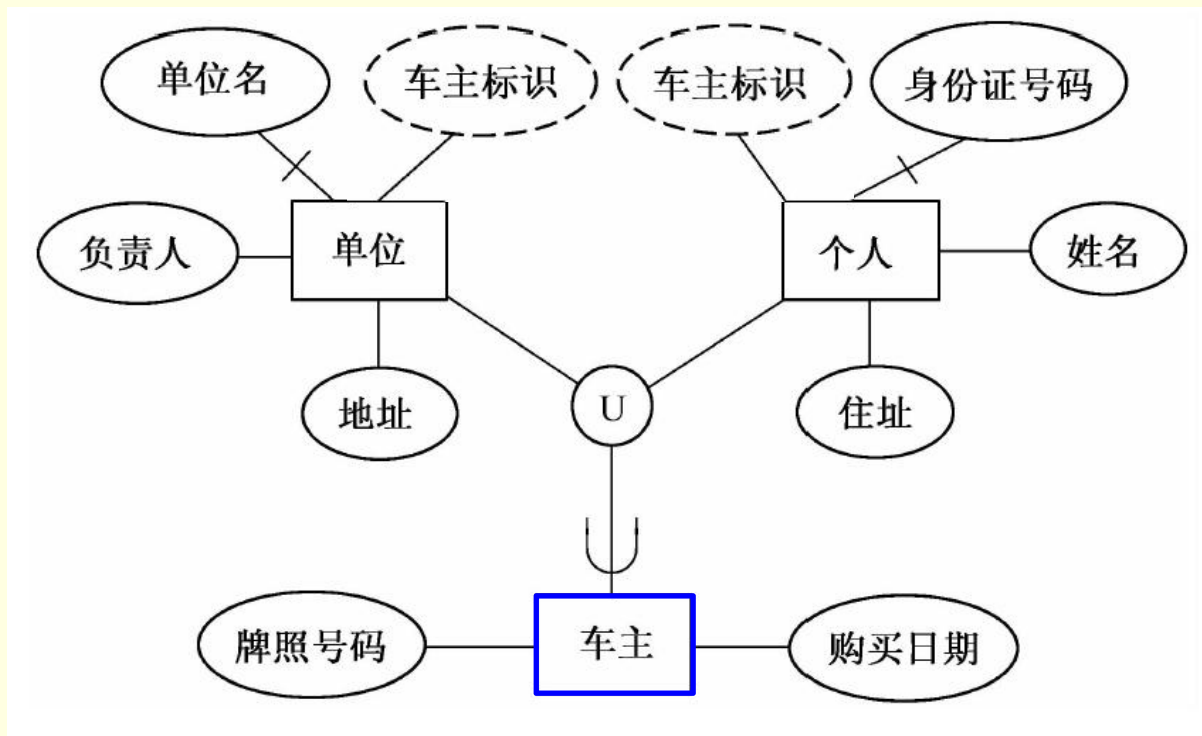 单位名
车主标识
车主标识
身份证号码
负责人
单位
个人
姓名
地址
U
住址
牌照号码
车主
购买日期